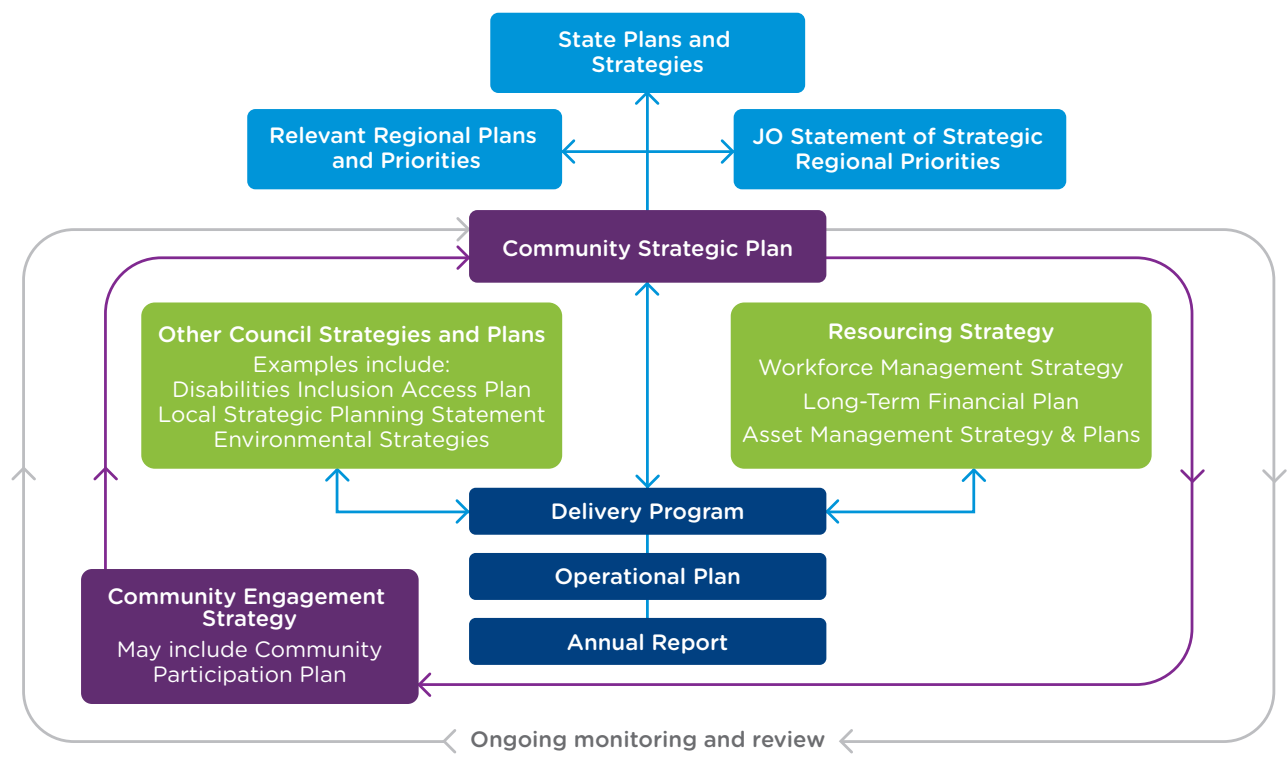 State Plans and
Strategies
Relevant Regional Plans
and Priorities
JO Statement of Strategic
Regional Priorities
Community Strategic Plan
Other Council Strategies and Plans
Examples include:
Disabilities Inclusion Access Plan
Local Strategic Planning Statement
Environmental Strategies
Resourcing Strategy
Workforce Management Strategy
Long-Term Financial Plan
Asset Management Strategy & Plans
Delivery Program
Operational Plan
Annual Report
Community Engagement
Strategy
May include Community
Participation Plan
Ongoing monitoring and review